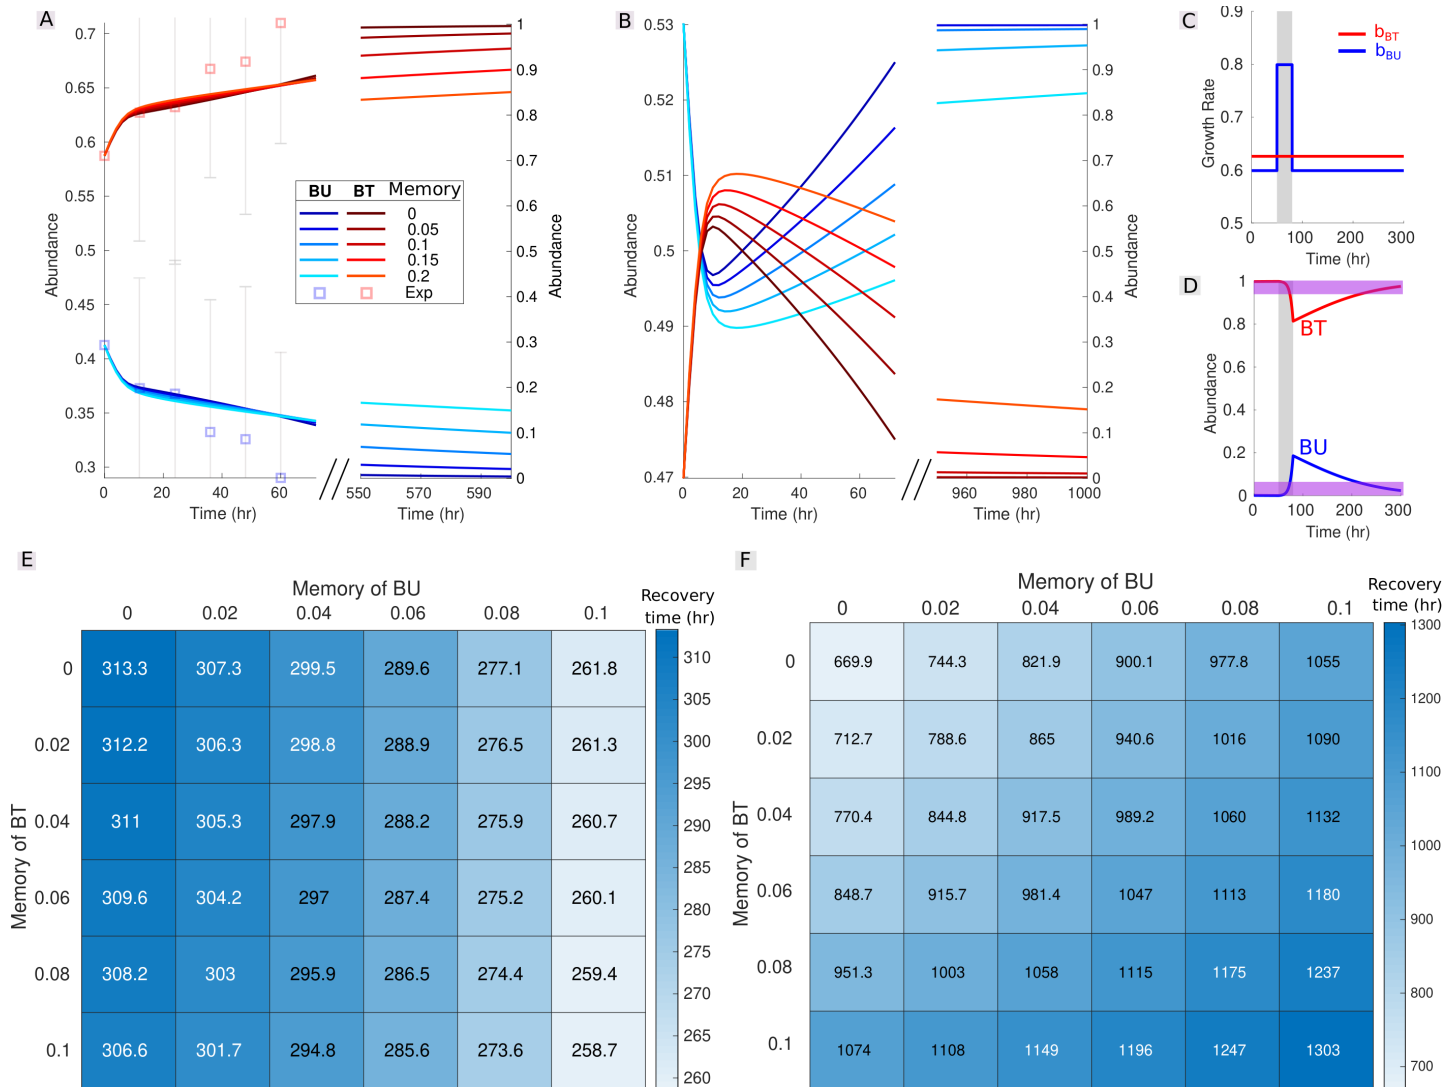 A
0.7
0.65
0.6
0.55
0.5
0.45
0.4
0.35
0.3
Abundance
0 20 40 60
Time (hr)
550 570 590
Time (hr)
1
0.9
0.8
0.7
0.6
0.5
0.4
0.3
0.2
0.1
0
Abundance
BU BT Memory
0
0.05
0.1
0.15
0.2
Exp
B
0.53
0.52
0.51
0.5
0.49
0.48
0.47
Abundance
0 20 40 60
Time (hr)
960 980 1000
Time (hr)
1
0.9
0.8
0.7
0.6
0.5
0.4
0.3
0.2
0.1
0
Abundance
C
0.9
0.8
0.7
0.6
0.5
Growth Rate
bBT
bBU
0 100 200 300
Time (hr)
D
1
0.8
0.6
0.4
0.2
0
Abundance
BT
BU
0 100 200 300
Time (hr)
E
Memory of BU
0 0.02 0.04 0.06 0.08 0.1
Recovery
time (hr)
Memory of BT
0 313.3 307.3 299.5 289.6 277.1 261.8
0.02 312.2 306.3 298.8 288.9 276.5 261.3
0.04 311 305.3 297.9 288.2 275.9 260.7
0.06 309.6 304.2 297 287.4 275.2 260.1
0.08 308.2 303 295.9 286.5 274.4 259.4
0.1 306.6 301.7 294.8 285.6 273.6 258.7
310
305
300
295
290
285
280
275
270
265
260
F
Memory of BU
0 0.02 0.04 0.06 0.08 0.1
Recovery
time (hr)
Memory of BT
0 669.9 744.3 821.9 900.1 977.8 1055
0.02 712.7 788.6 865 940.6 1016 1090
0.04 770.4 844.8 917.5 989.2 1060 1132
0.06 848.7 915.7 981.4 1047 1113 1180
0.08 951.3 1003 1058 1115 1175 1237
0.1 1074 1108 1149 1196 1247 1303
1300
1200
1100
1000
900
800
700